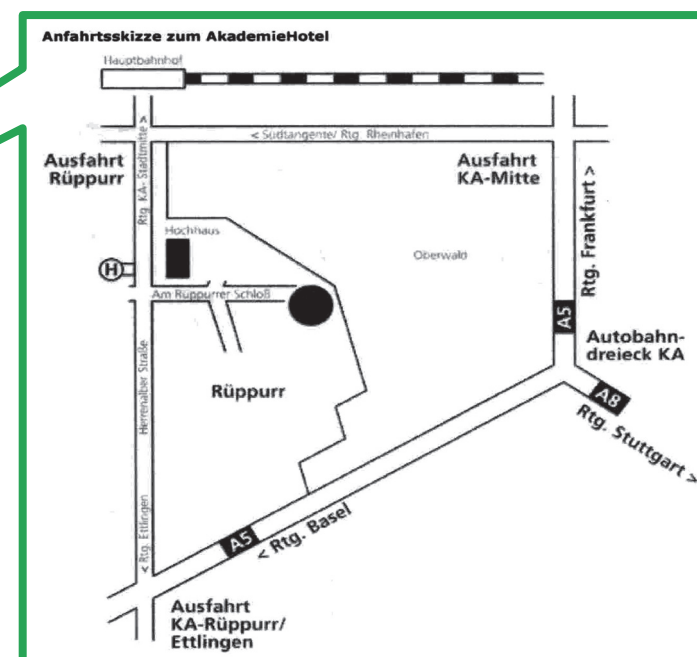 Anfahrtsskizze zum AkademieHotel
Hauptbahnhof
< Südtangente/ Rtg. Rheinhafen
Ausfahrt
Rüppurr
Rtg. KA- Stadtmitte >
Ausfahrt
KA-Mitte
Rtg. Frankfurt >
Hochhaus
Oberwald
H
Am Rüppurrer Schloß
A5
Autobahn-
dreieck KA
Herrenalber Straße
Rüppurr
A8
Rtg. Stuttgart >
< Rtg. Ettlingen
A5
< Rtg. Basel
Ausfahrt
KA-Rüppurr/
Ettlingen